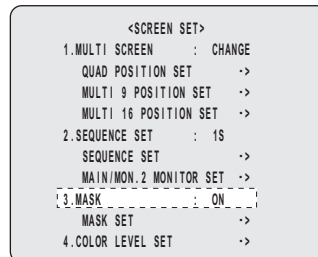 <SCREEN SET>
1.MULTI SCREEN : CHANGE
QUAD POSITION SET ->
MULTI 9 POSITION SET ->
MULTI 16 POSITION SET ->
2.SEQUENCE SET : 1S
SEQUENCE SET ->
MAIN/MON.2 MONITOR SET ->
3.MASK : ON
MASK SET ->
4.COLOR LEVEL SET ->